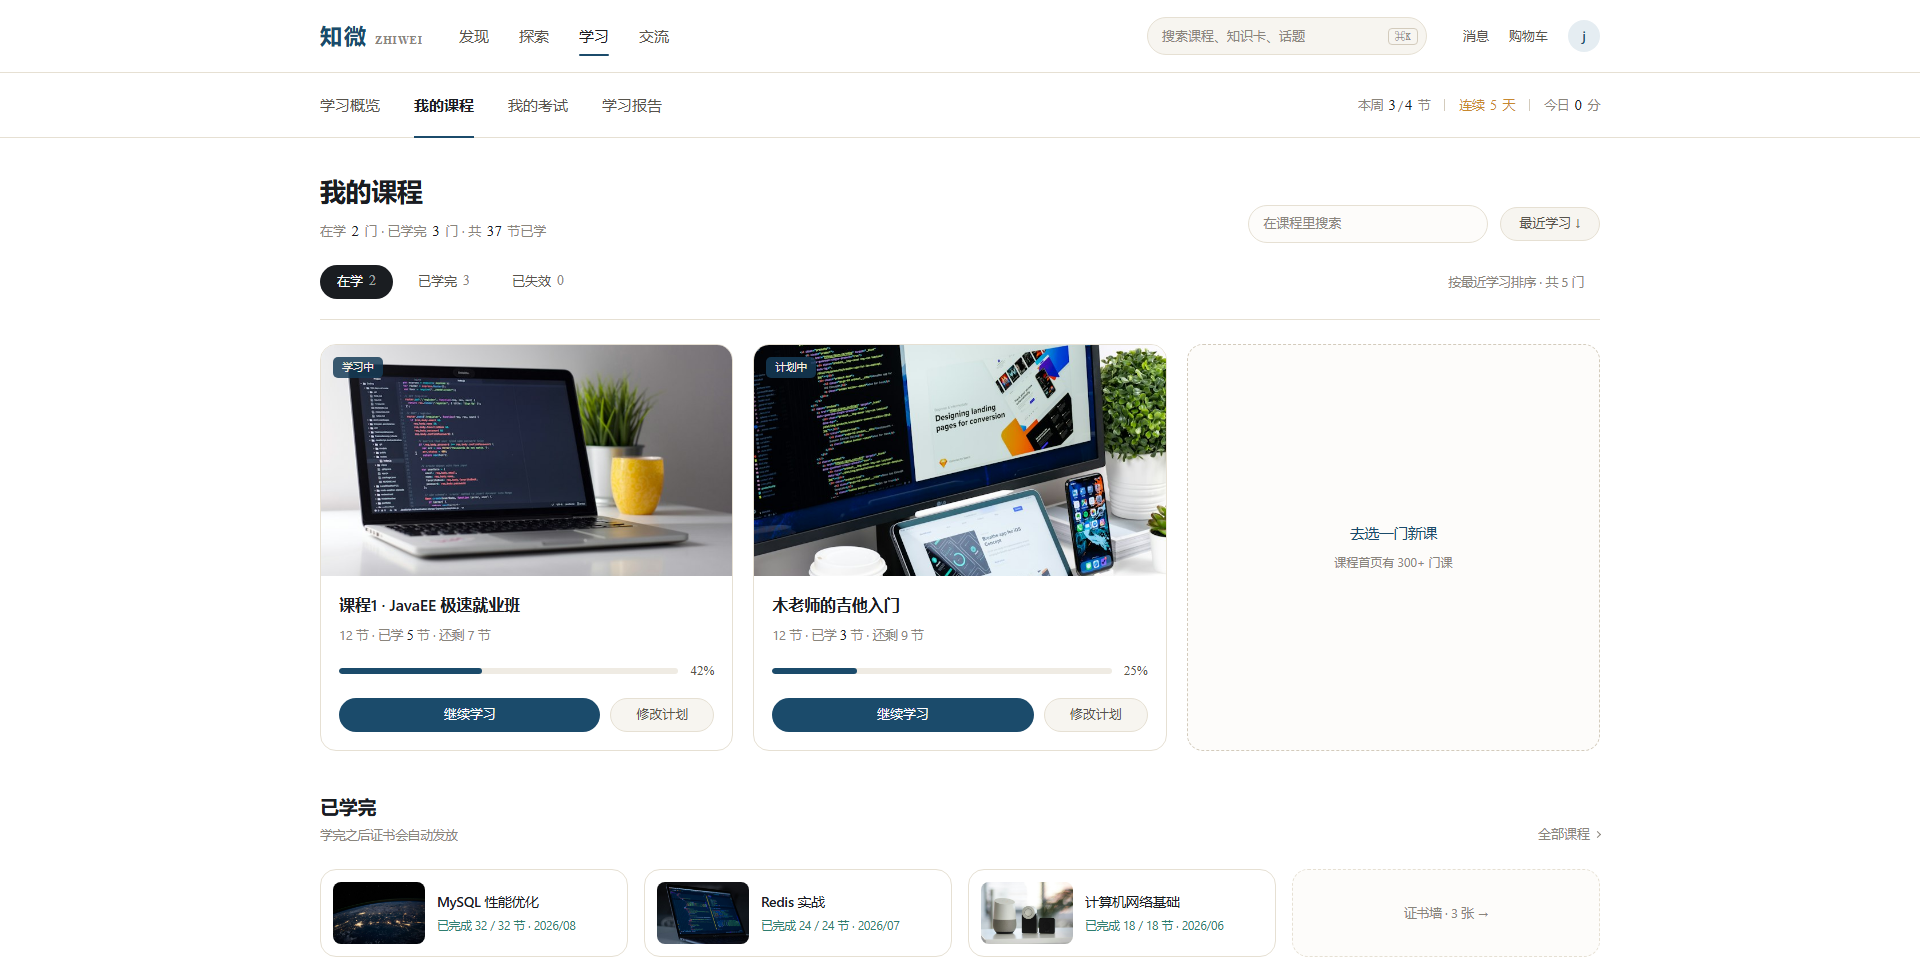 知微 ZHIWEI 发现 探索 学习 交流 搜索课程、知识卡、话题 ⌘K 消息 购物车 j
学习概览 我的课程 我的考试 学习报告 本周 3 / 4 节 连续 5 天 今日 0 分
我的课程
在学 2 门 · 已学完 3 门 · 共 37 节已学
在课程里搜索 最近学习 ↓
在学 2 已学完 3 已失效 0 按最近学习排序 · 共 5 门
学习中
计划中
Designing landing
pages for conversion
课程1 · JavaEE 极速就业班
12 节 · 已学 5 节 · 还剩 7 节
42%
继续学习 修改计划
木老师的吉他入门
12 节 · 已学 3 节 · 还剩 9 节
25%
继续学习 修改计划
去选一门新课
课程首页有 300+ 门课
已学完
学完之后证书会自动发放
全部课程 ›
MySQL 性能优化
已完成 32 / 32 节 · 2026/08
Redis 实战
已完成 24 / 24 节 · 2026/07
计算机网络基础
已完成 18 / 18 节 · 2026/06
证书墙 · 3 张 →